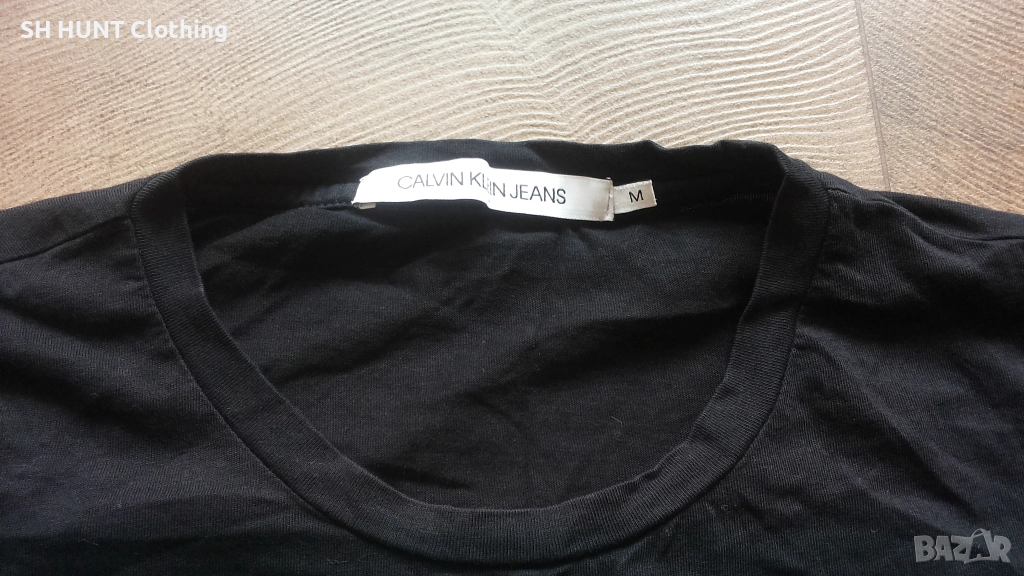 SH HUNT Clothing
CALVIN KLEIN JEANS
M
BAZAR